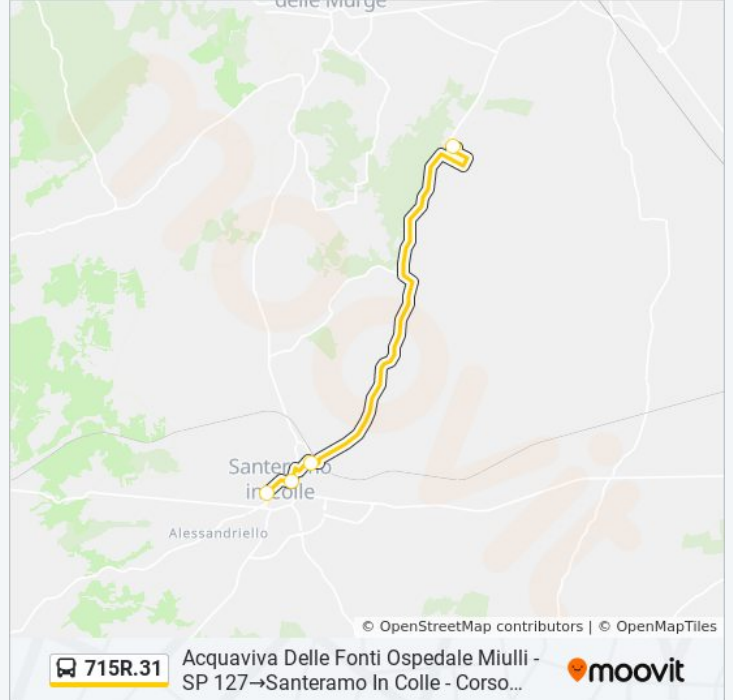 delle Murge
Santeramo
in Colle
Alessandriello
© OpenStreetMap contributors | © OpenMapTiles
715R.31
Acquaviva Delle Fonti Ospedale Miulli -
SP 127→Santeramo In Colle - Corso...
moovit
moovit